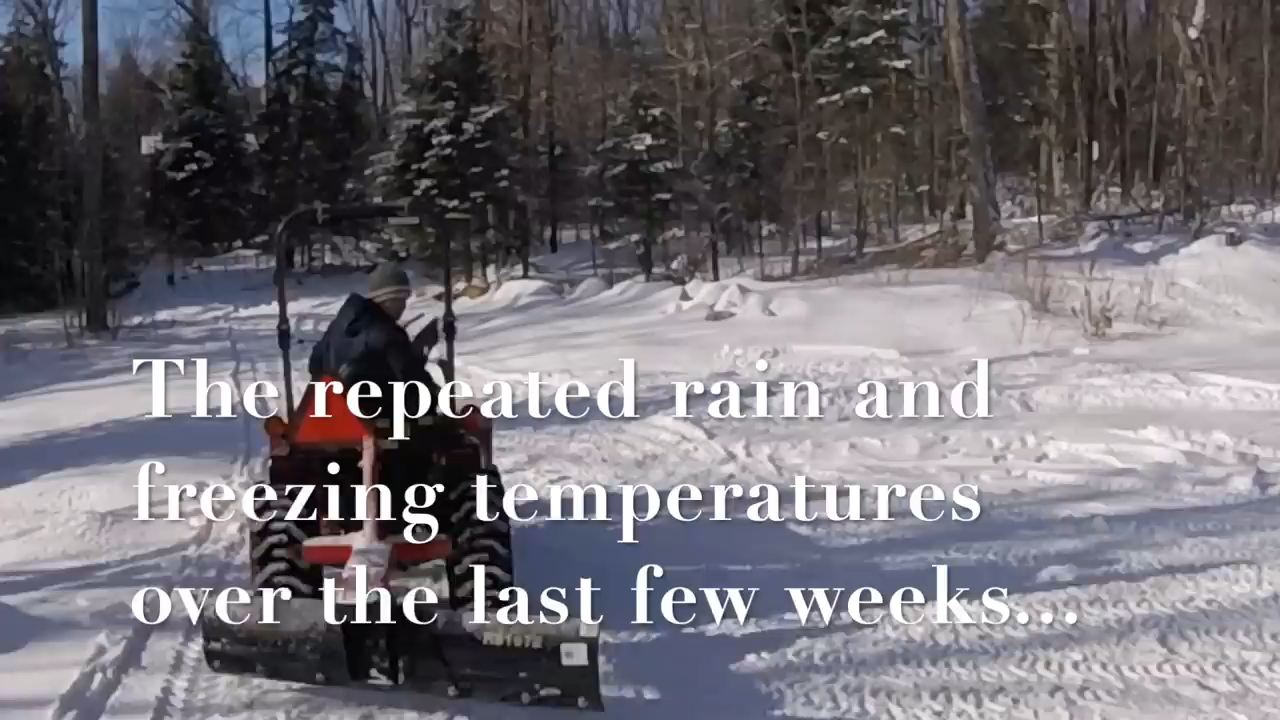 The repeated rain and
freezing temperatures
over the last few weeks...